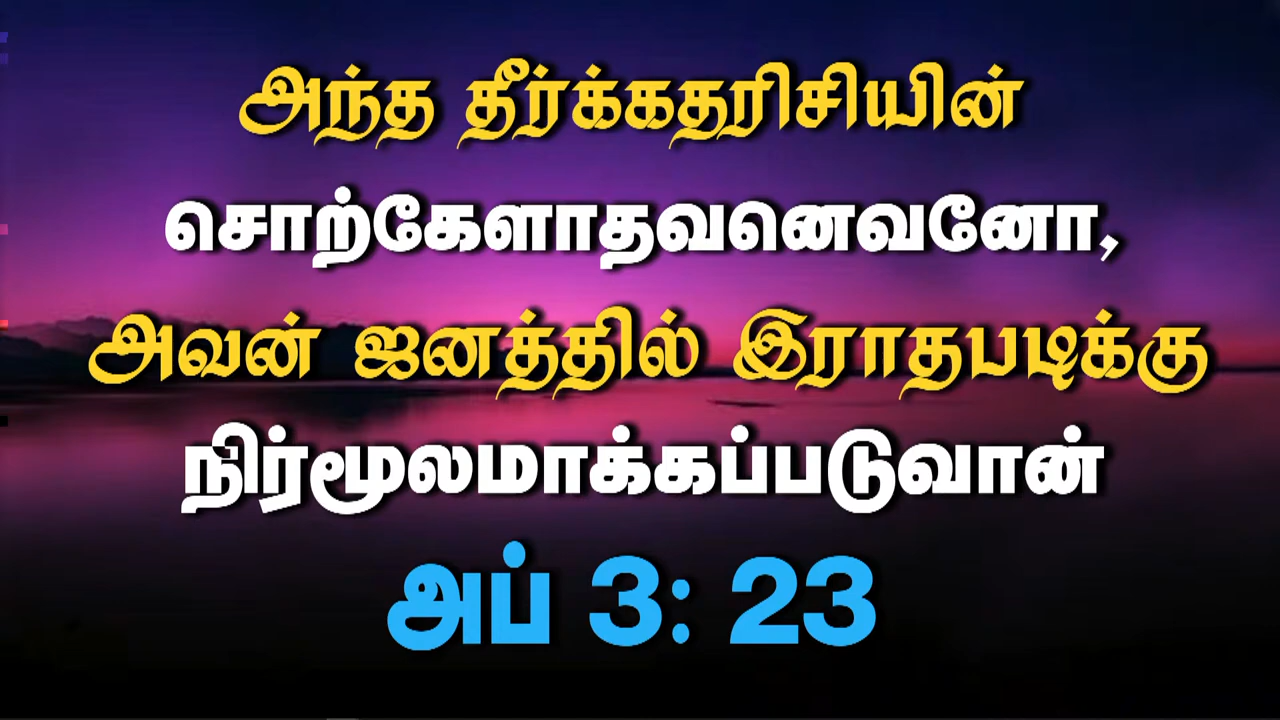 அந்த தீர்க்கதரிசியின்
சொற்கேளாதவனெவனோ,
அவன் ஜனத்தில் இராதபடிக்கு
நிர்மூலமாக்கப்படுவான்
அப் 3: 23